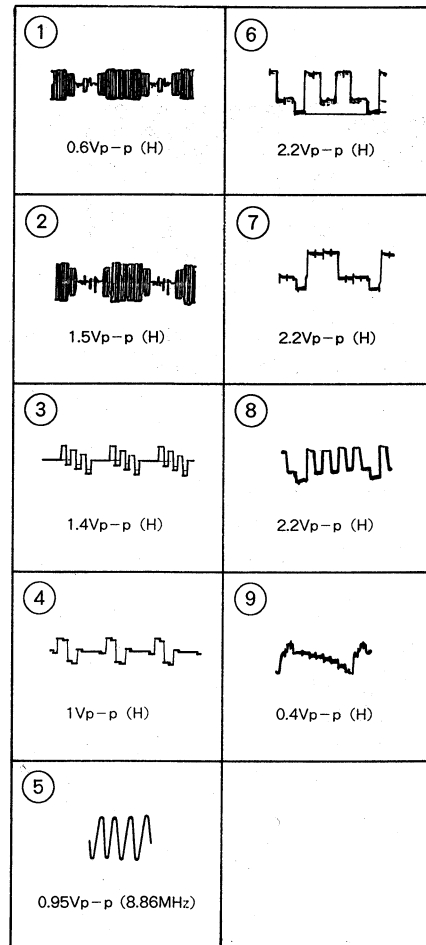 ①
0.6Vp-p (H)
②
1.5Vp-p (H)
③
1.4Vp-p (H)
④
1Vp-p (H)
⑤
0.95Vp-p (8.86MHz)
⑥
2.2Vp-p (H)
⑦
2.2Vp-p (H)
⑧
2.2Vp-p (H)
⑨
0.4Vp-p (H)